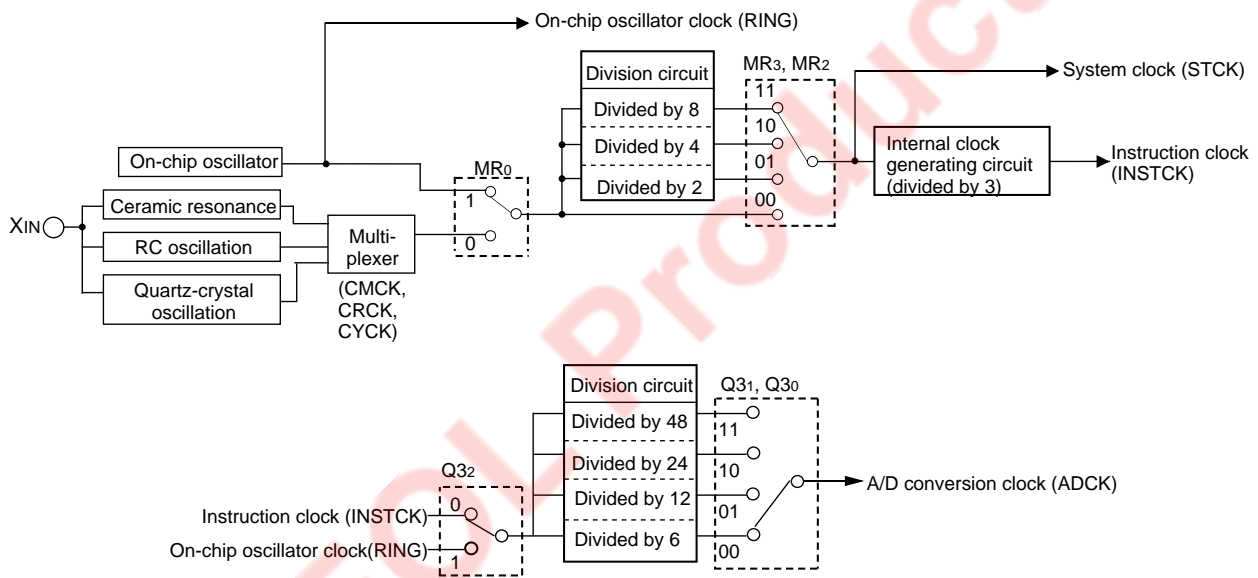 On-chip oscillator clock (RING)
Division circuit
MR3, MR2
System clock (STCK)
Divided by 8
11
Divided by 4
10
Divided by 2
01
00
On-chip oscillator
MR0
1
0
Internal clock
generating circuit
(divided by 3)
Instruction clock
(INSTCK)
XIN
Ceramic resonance
RC oscillation
Quartz-crystal
oscillation
Multi-
plexer
(CMCK,
CRCK,
CYCK)
Division circuit
Q31, Q30
Divided by 48
11
Divided by 24
10
Divided by 12
01
Divided by 6
00
Q32
0
1
Instruction clock (INSTCK)
On-chip oscillator clock(RING)
A/D conversion clock (ADCK)
EOL Product